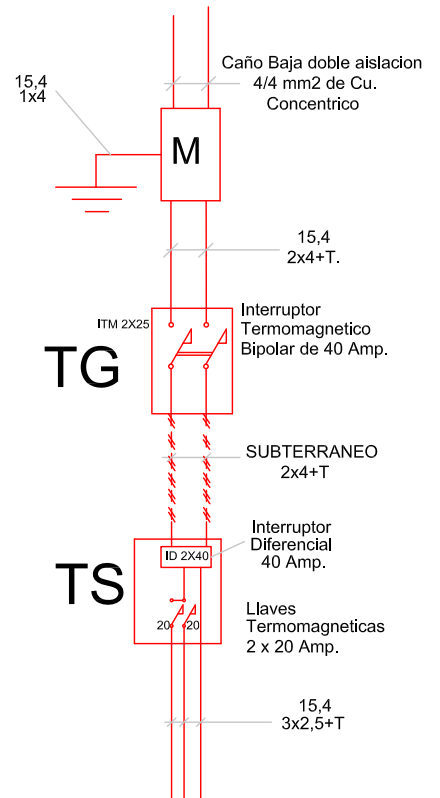 Caño Baja doble aislacion
4/4 mm2 de Cu.
Concentrico
15,4
1x4
M
15,4
2x4+T.
ITM 2X25
Interruptor
Termomagnetico
Bipolar de 40 Amp.
TG
SUBTERRANEO
2x4+T
Interruptor
Diferencial
40 Amp.
ID 2X40
TS
Llaves
Termomagneticas
2 x 20 Amp.
20 20
15,4
3x2,5+T